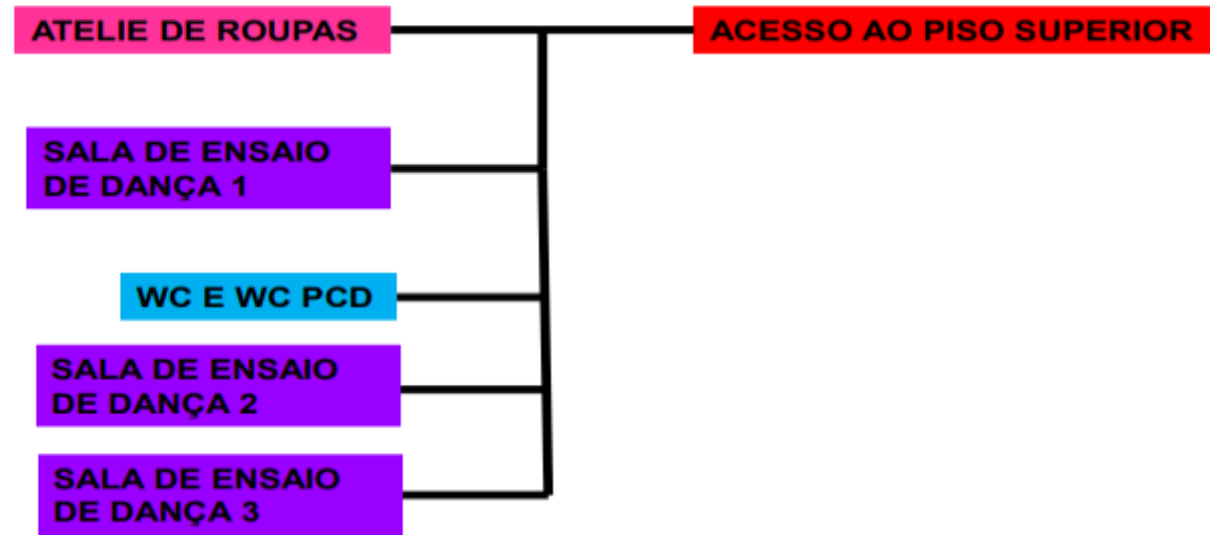 ATELIE DE ROUPAS
ACESSO AO PISO SUPERIOR
SALA DE ENSAIO
DE DANÇA 1
WC E WC PCD
SALA DE ENSAIO
DE DANÇA 2
SALA DE ENSAIO
DE DANÇA 3